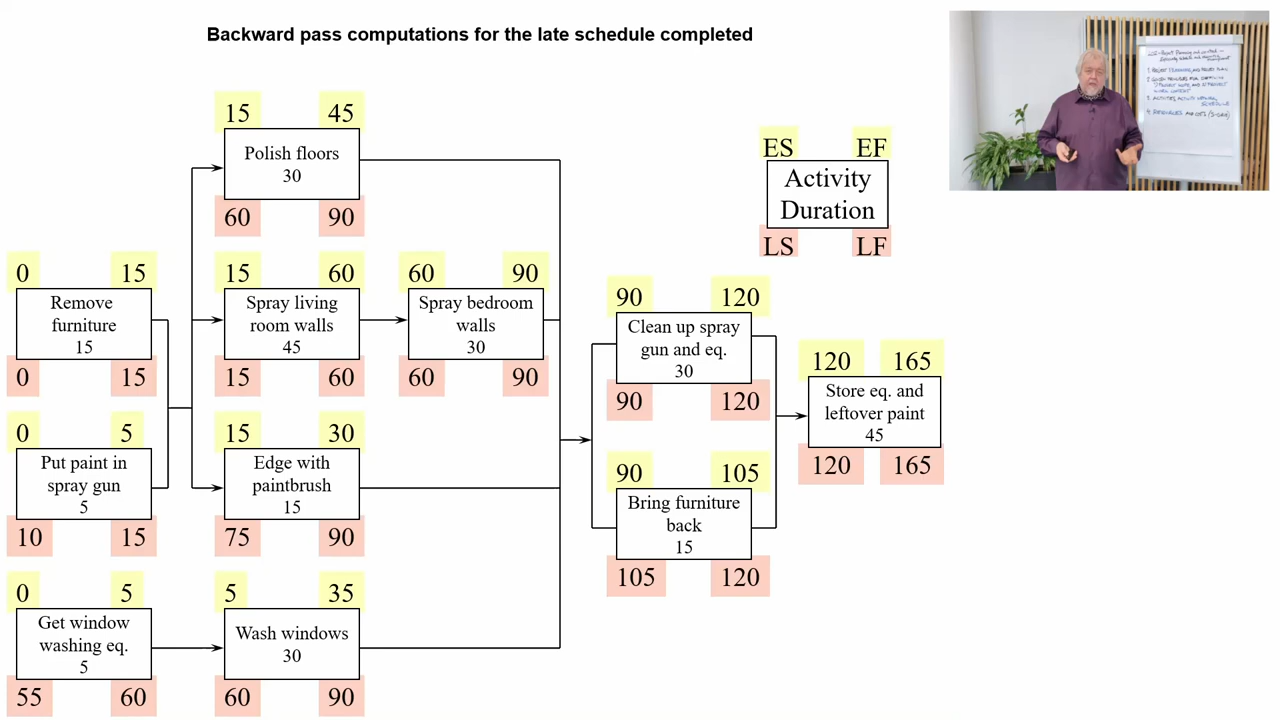 Backward pass computations for the late schedule completed
15 45
Polish floors
30
60 90
ES EF
Activity
Duration
LS LF
0 15
Remove
furniture
15
0 15
15 60
Spray living
room walls
45
15 60
60 90
Spray bedroom
walls
30
60 90
0 5
Put paint in
spray gun
5
10 15
15 30
Edge with
paintbrush
15
75 90
0 5
Get window
washing eq.
5
55 60
5 35
Wash windows
30
60 90
90 120
Clean up spray
gun and eq.
30
90 120
90 105
Bring furniture
back
15
105 120
120 165
Store eq. and
leftover paint
45
120 165